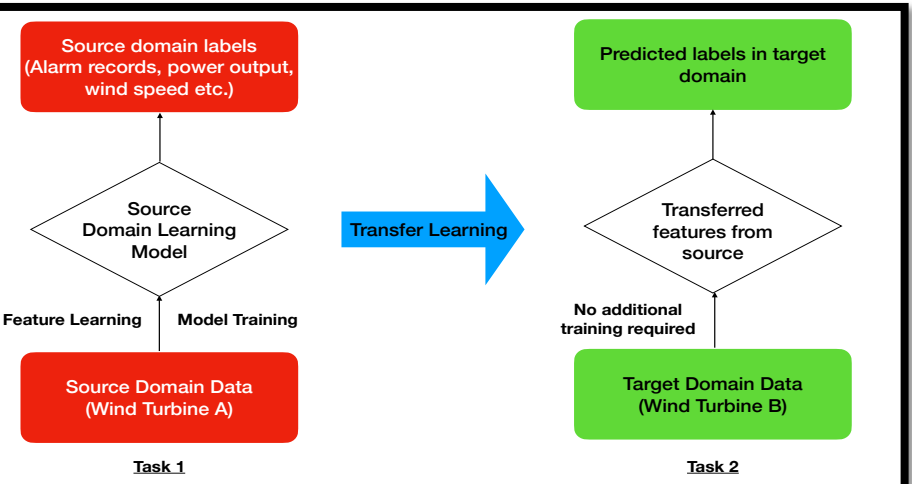 Source domain labels
(Alarm records, power output,
wind speed etc.)
Source
Domain Learning
Model
Feature Learning
Model Training
Source Domain Data
(Wind Turbine A)
Task 1
Transfer Learning
Predicted labels in target
domain
Transferred
features from
source
No additional
training required
Target Domain Data
(Wind Turbine B)
Task 2